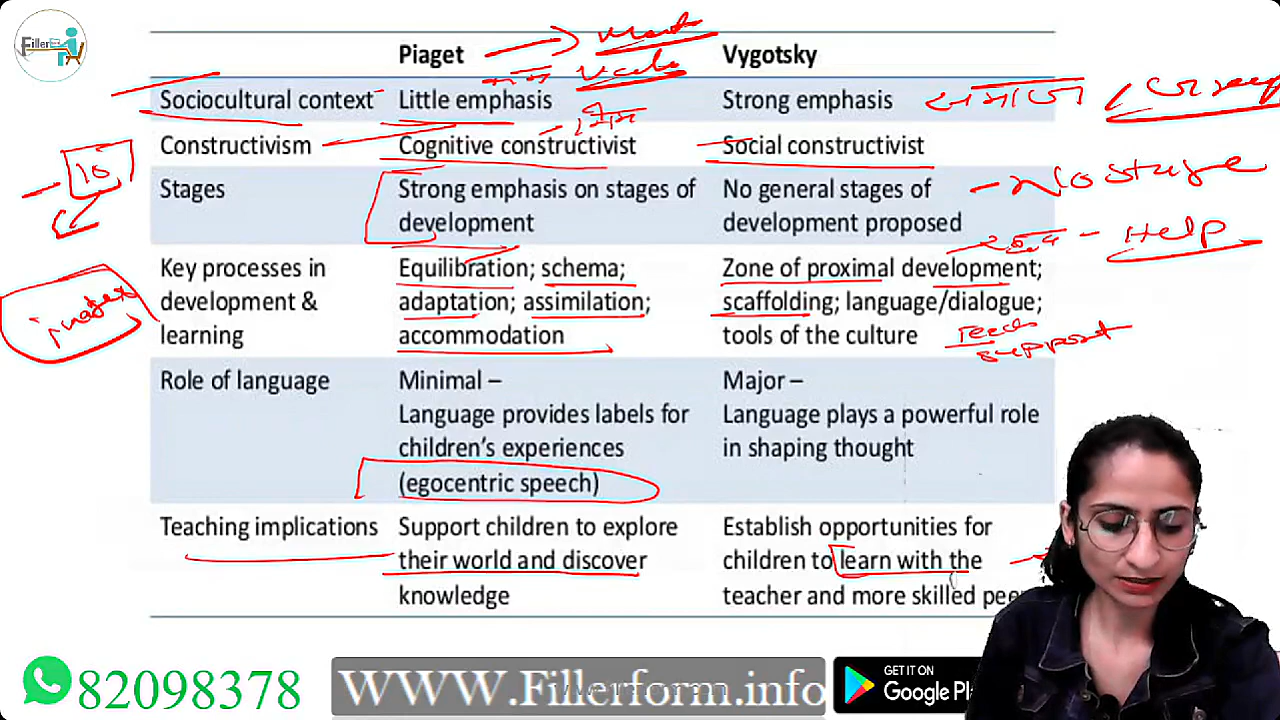 Filler
Piaget
Vygotsky
Sociocultural context
Little emphasis
Strong emphasis
समाज
Constructivism
Cognitive constructivist
Social constructivist
10
Stages
Strong emphasis on stages of
development
No general stages of
development proposed
No stage
Help
Key processes in
development &
learning
Equilibration; schema;
adaptation; assimilation;
accommodation
Zone of proximal development;
scaffolding; language/dialogue;
tools of the culture
support
Role of language
Minimal –
Language provides labels for
children's experiences
(egocentric speech)
Major –
Language plays a powerful role
in shaping thought
Teaching implications
Support children to explore
their world and discover
knowledge
Establish opportunities for
children to learn with the
teacher and more skilled pee
82098378
WWW.Fillerform.info
GET IT ON
Google Pla